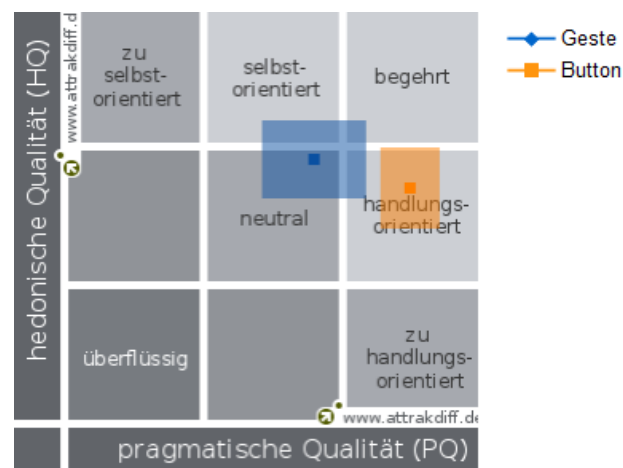 hedonische Qualität (HQ)
www.attrakdiff.d
zu
selbst-
orientiert
selbst-
orientiert
begehrt
neutral
handlungs-
orientiert
überflüssig
zu
handlungs-
orientiert
www.attrakdiff.de
pragmatische Qualität (PQ)
Geste
Button